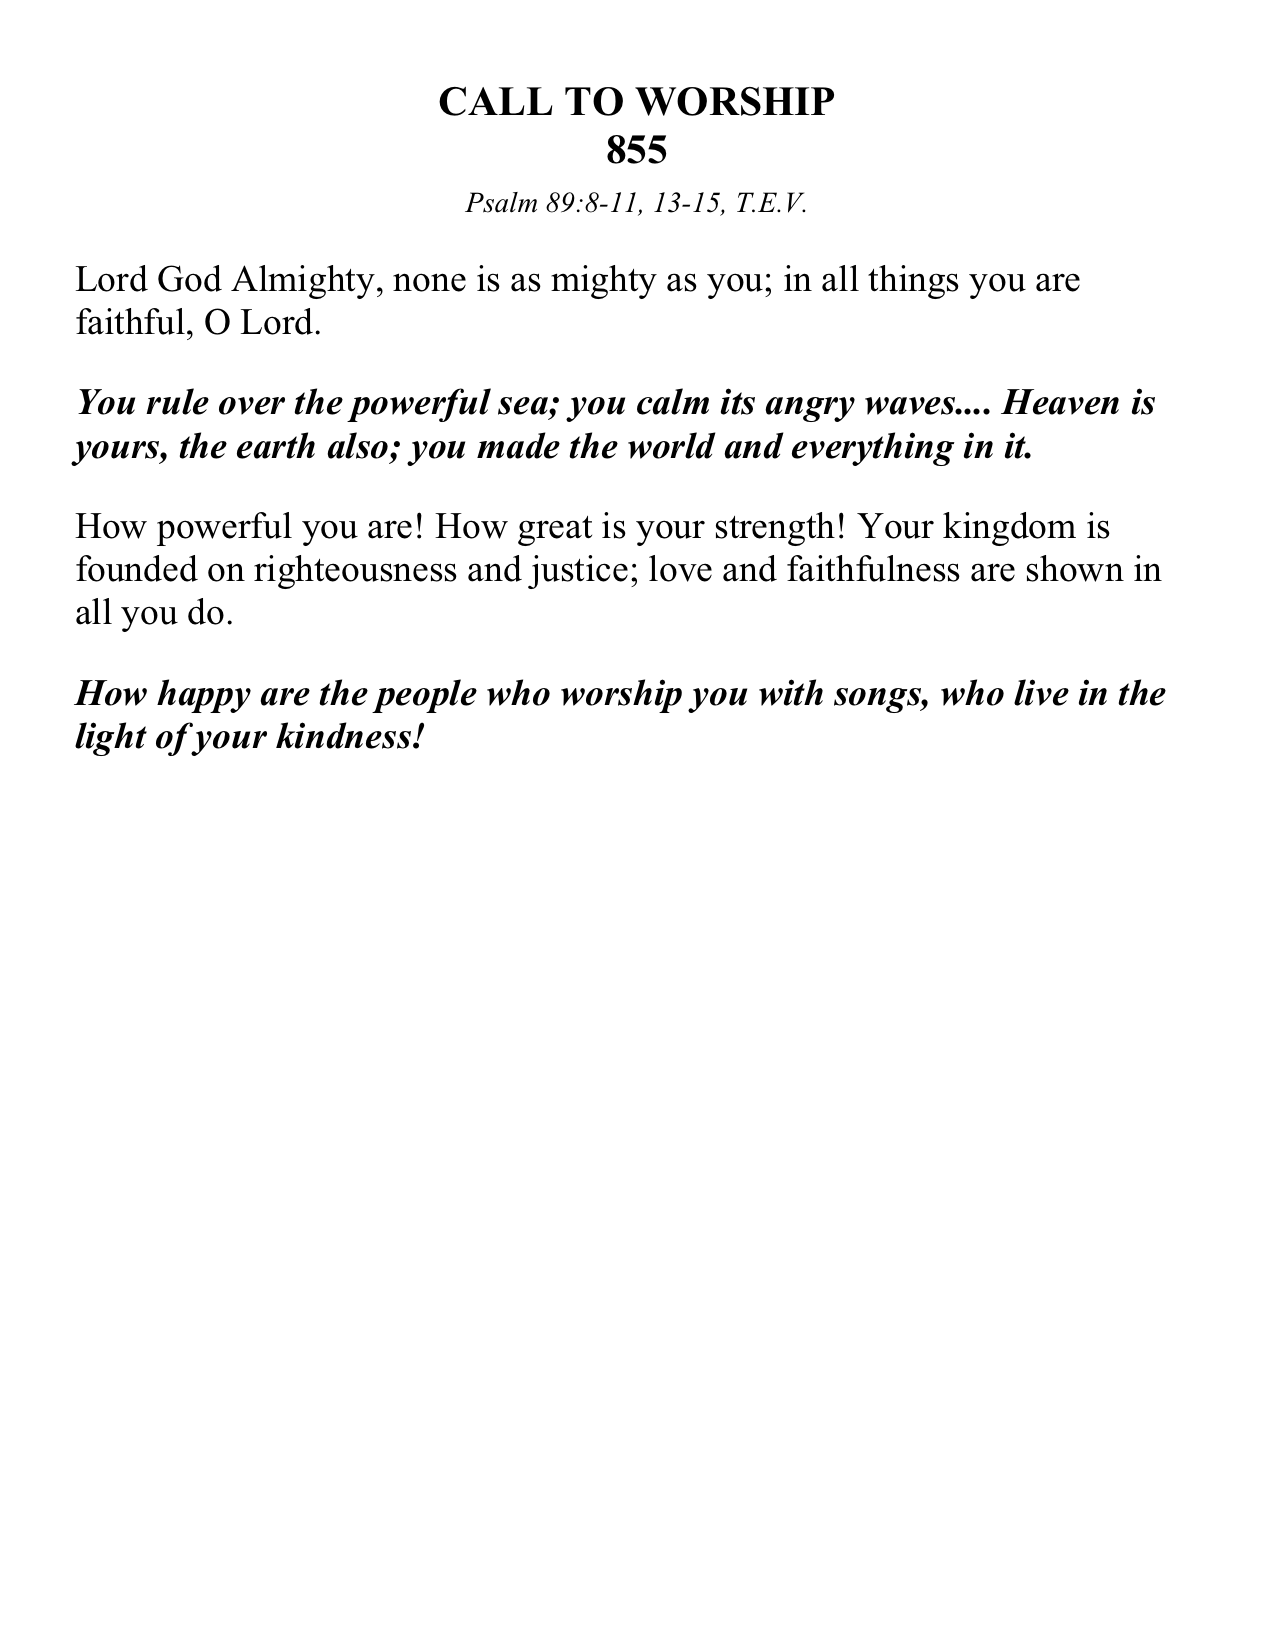 CALL TO WORSHIP
855
Psalm 89:8-11, 13-15, T.E.V.
Lord God Almighty, none is as mighty as you; in all things you are
faithful, O Lord.
You rule over the powerful sea; you calm its angry waves.... Heaven is
yours, the earth also; you made the world and everything in it.
How powerful you are! How great is your strength! Your kingdom is
founded on righteousness and justice; love and faithfulness are shown in
all you do.
How happy are the people who worship you with songs, who live in the
light of your kindness!